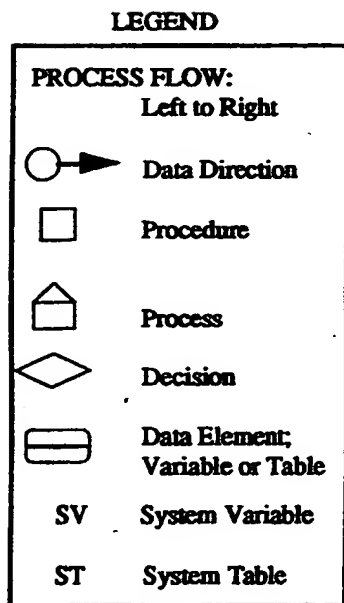 LEGEND
PROCESS FLOW:
Left to Right
Data Direction
Procedure
Process
Decision
Data Element;
Variable or Table
SV System Variable
ST System Table